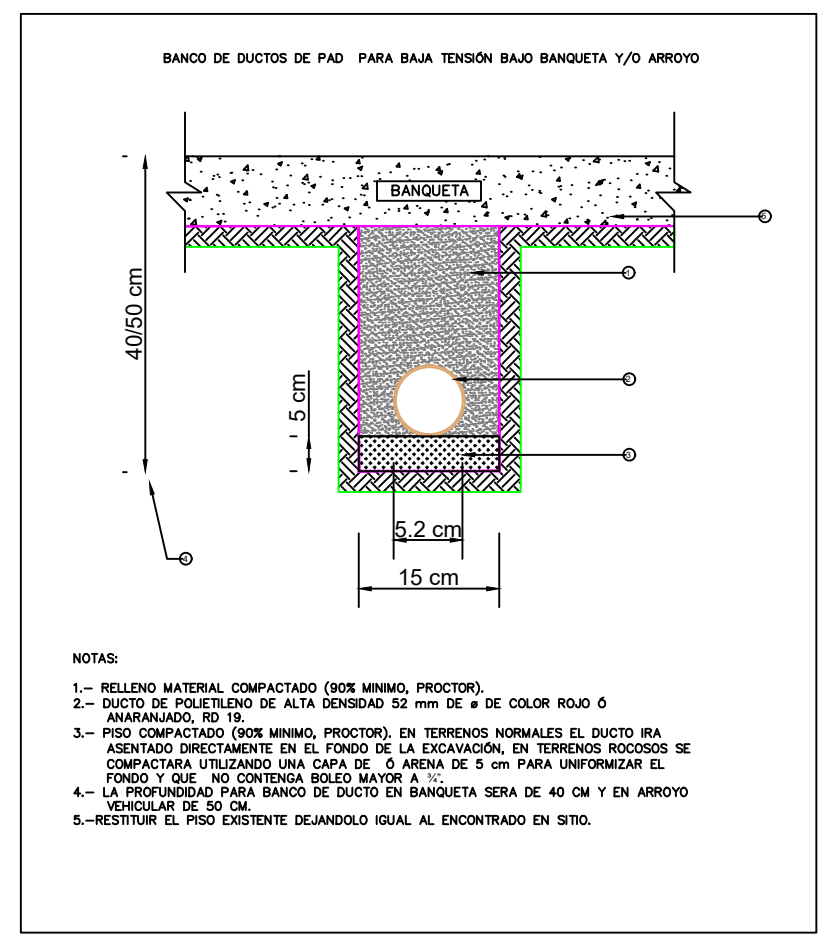 BANCO DE DUCTOS DE PAD PARA BAJA TENSIÓN BAJO BANQUETA Y/O ARROYO
BANQUETA
5
1
40/50 cm
2
5 cm
3
5.2 cm
4
15 cm
NOTAS:
1.- RELLENO MATERIAL COMPACTADO (90% MINIMO, PROCTOR).
2.- DUCTO DE POLIETILENO DE ALTA DENSIDAD 52 mm DE ø DE COLOR ROJO Ó
ANARANJADO, RD 19.
3.- PISO COMPACTADO (90% MINIMO, PROCTOR). EN TERRENOS NORMALES EL DUCTO IRA
ASENTADO DIRECTAMENTE EN EL FONDO DE LA EXCAVACIÓN, EN TERRENOS ROCOSOS SE
COMPACTARA UTILIZANDO UNA CAPA DE Ó ARENA DE 5 cm PARA UNIFORMIZAR EL
FONDO Y QUE NO CONTENGA BOLEO MAYOR A ¾".
4.- LA PROFUNDIDAD PARA BANCO DE DUCTO EN BANQUETA SERA DE 40 CM Y EN ARROYO
VEHICULAR DE 50 CM.
5.-RESTITUIR EL PISO EXISTENTE DEJANDOLO IGUAL AL ENCONTRADO EN SITIO.